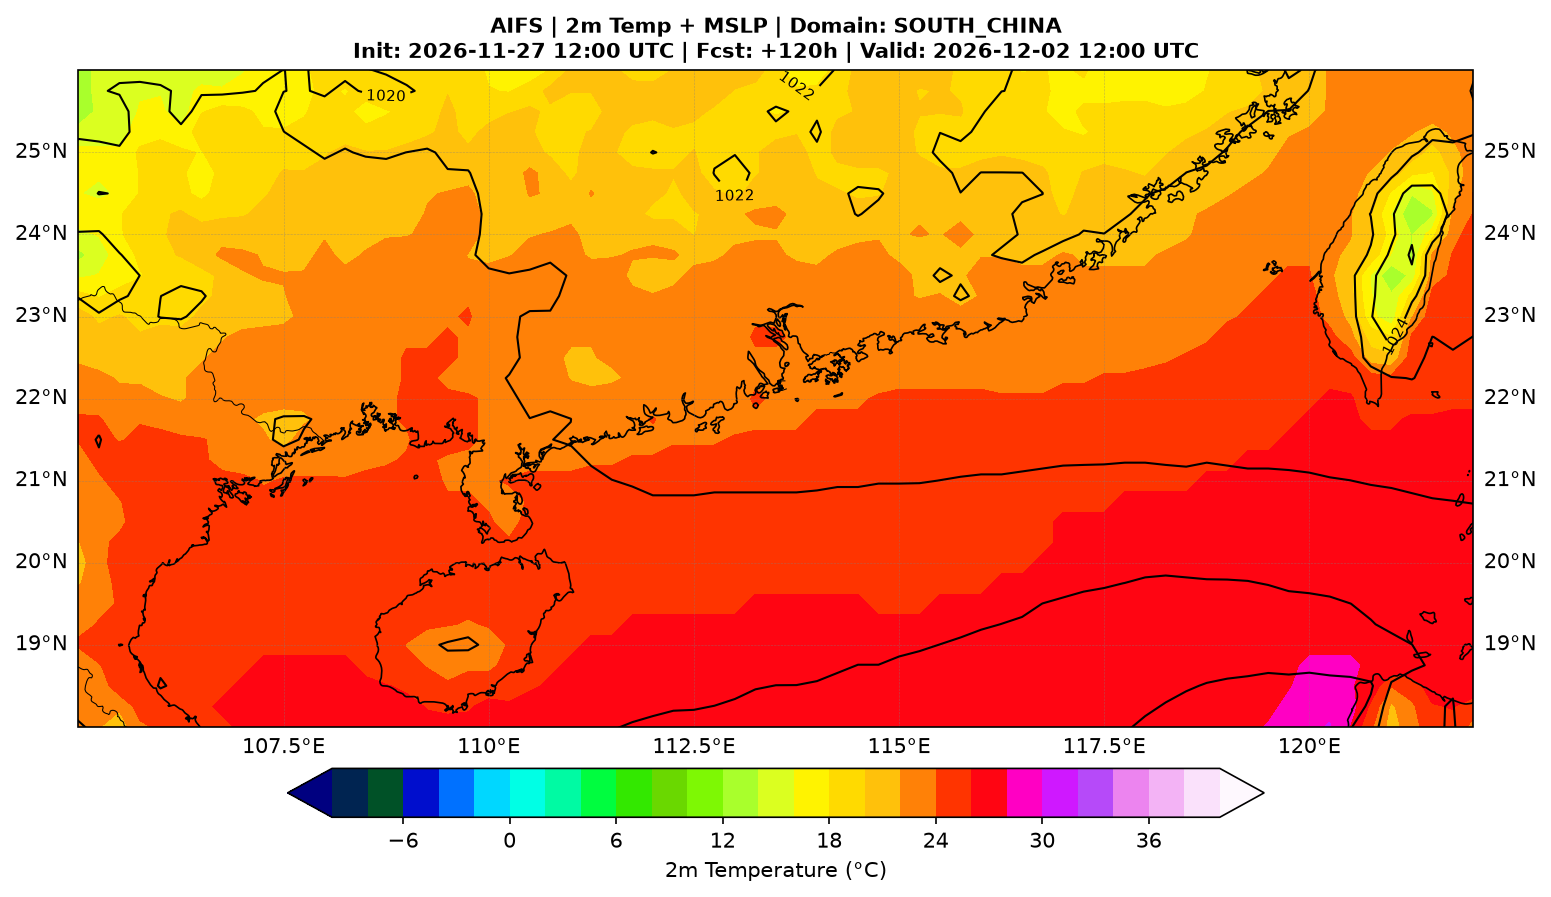 AIFS | 2m Temp + MSLP | Domain: SOUTH_CHINA
Init: 2026-11-27 12:00 UTC | Fcst: +120h | Valid: 2026-12-02 12:00 UTC
1020
1022
1022
1024
25°N
25°N
24°N
24°N
23°N
23°N
22°N
22°N
21°N
21°N
20°N
20°N
19°N
19°N
107.5°E
110°E
112.5°E
115°E
117.5°E
120°E
−6
0
6
12
18
24
30
36
2m Temperature (°C)